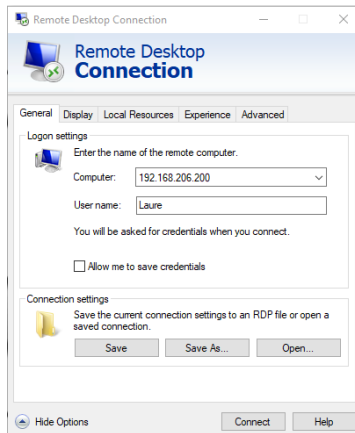 Remote Desktop Connection
Remote Desktop
Connection
General Display Local Resources Experience Advanced
Logon settings
Enter the name of the remote computer.
Computer: 192.168.206.200
User name: Laure
You will be asked for credentials when you connect.
Allow me to save credentials
Connection settings
Save the current connection settings to an RDP file or open a
saved connection.
Save Save As... Open...
Hide Options Connect Help